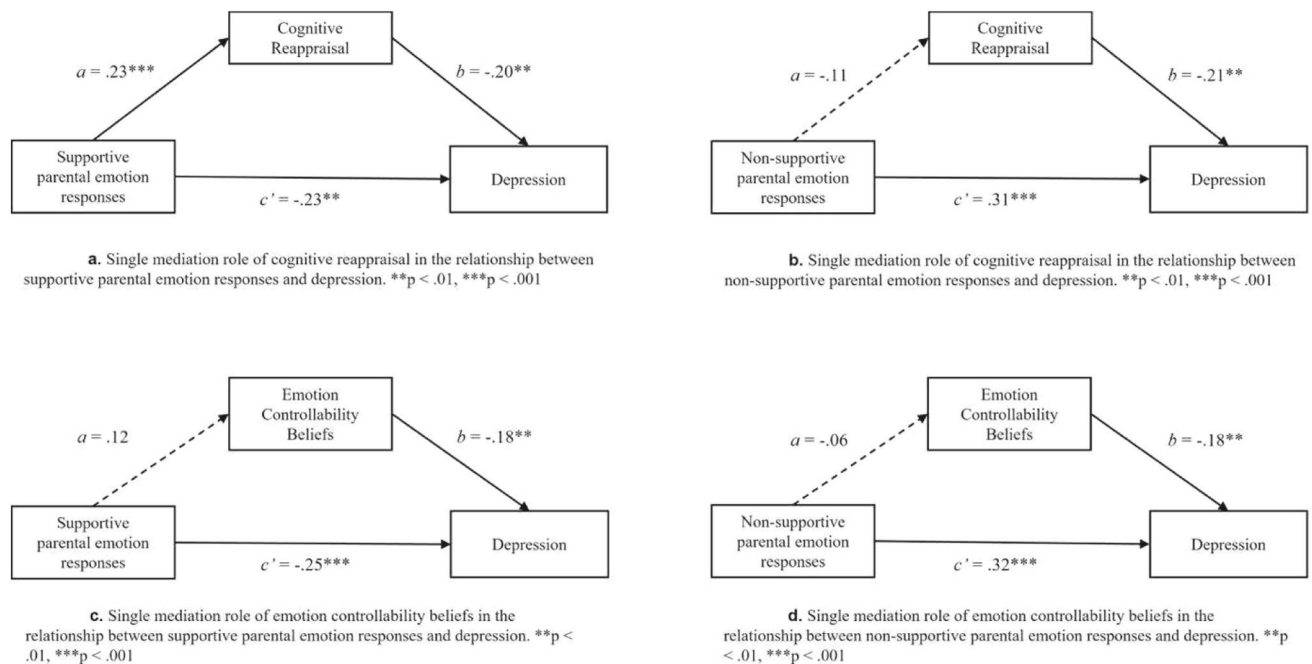 Cognitive
Reappraisal
a = .23***
b = -.20**
Supportive
parental emotion
responses
Depression
c' = -.23**
a. Single mediation role of cognitive reappraisal in the relationship between
supportive parental emotion responses and depression. **p < .01, ***p < .001
Cognitive
Reappraisal
a = -.11
b = -.21**
Non-supportive
parental emotion
responses
Depression
c' = .31***
b. Single mediation role of cognitive reappraisal in the relationship between
non-supportive parental emotion responses and depression. **p < .01, ***p < .001
Emotion
Controllability
Beliefs
a = .12
b = -.18**
Supportive
parental emotion
responses
Depression
c' = -.25***
c. Single mediation role of emotion controllability beliefs in the
relationship between supportive parental emotion responses and depression. **p <
.01, ***p < .001
Emotion
Controllability
Beliefs
a = -.06
b = -.18**
Non-supportive
parental emotion
responses
Depression
c' = .32***
d. Single mediation role of emotion controllability beliefs in the
relationship between non-supportive parental emotion responses and depression. **p
< .01, ***p < .001